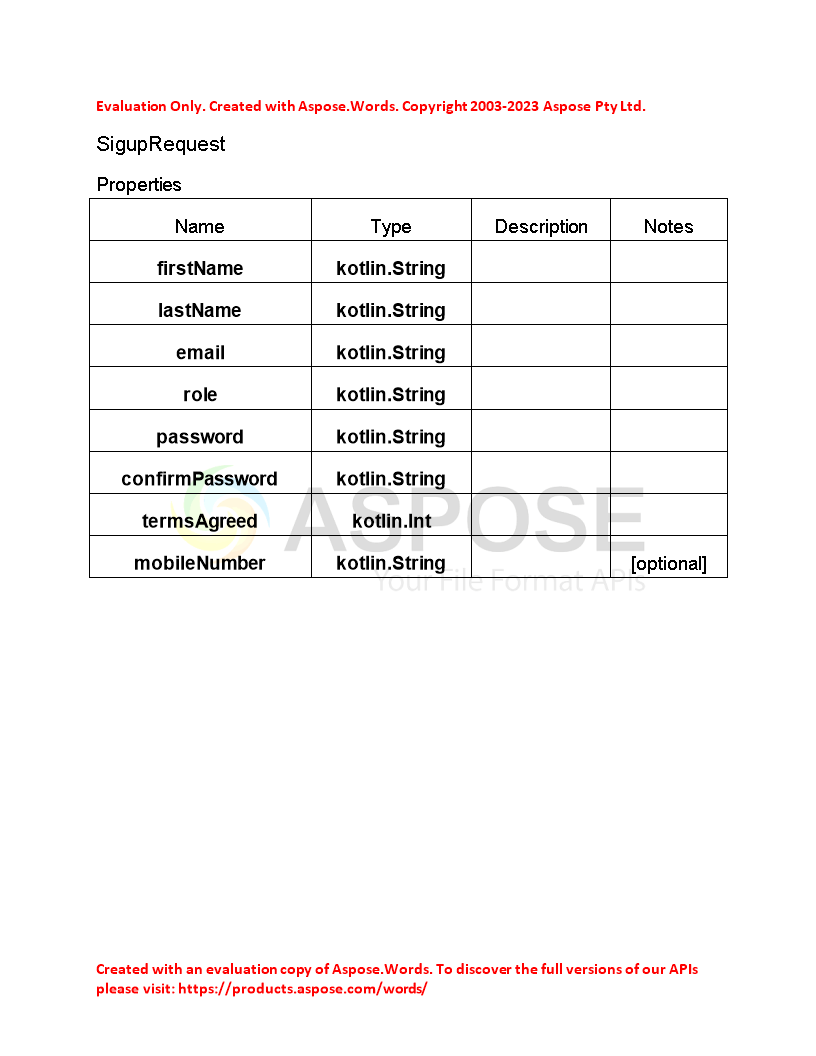 Evaluation Only. Created with Aspose.Words. Copyright 2003-2023 Aspose Pty Ltd.
SigupRequest
Properties
Name Type Description Notes
firstName kotlin.String
lastName kotlin.String
email kotlin.String
role kotlin.String
password kotlin.String
confirmPassword kotlin.String
termsAgreed kotlin.Int
mobileNumber kotlin.String [optional]
ASPOSE
Your File Format APIs
Created with an evaluation copy of Aspose.Words. To discover the full versions of our APIs
please visit: https://products.aspose.com/words/